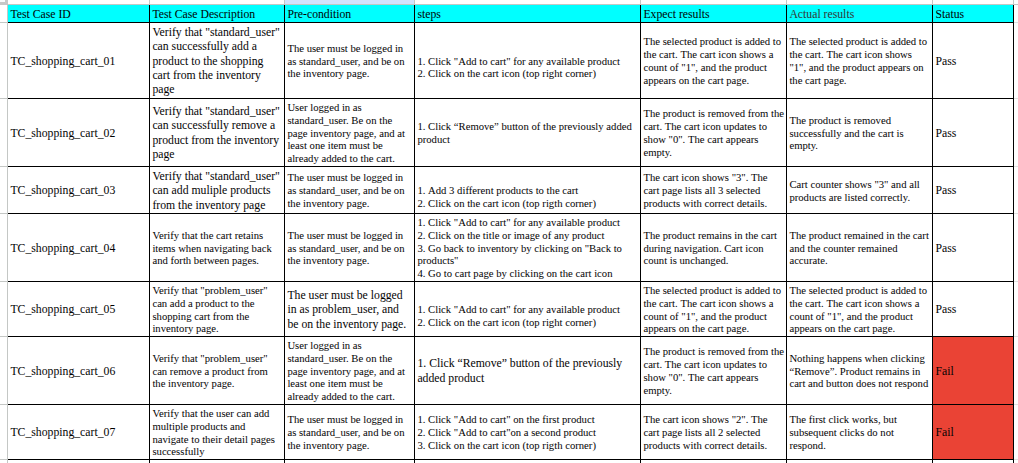 Test Case ID
Test Case Description
Pre-condition
steps
Expect results
Actual results
Status
TC_shopping_cart_01
Verify that "standard_user"
can successfully add a
product to the shopping
cart from the inventory
page
The user must be logged in
as standard_user, and be on
the inventory page.
1. Click "Add to cart" for any available product
2. Click on the cart icon (top right corner)
The selected product is added to
the cart. The cart icon shows a
count of "1", and the product
appears on the cart page.
The selected product is added to
the cart. The cart icon shows
"1", and the product appears on
the cart page.
Pass
TC_shopping_cart_02
Verify that "standard_user"
can successfully remove a
product from the inventory
page
User logged in as
standard_user. Be on the
page inventory page, and at
least one item must be
already added to the cart.
1. Click “Remove” button of the previously added
product
The product is removed from the
cart. The cart icon updates to
show "0". The cart appears
empty.
The product is removed
successfully and the cart is
empty.
Pass
TC_shopping_cart_03
Verify that "standard_user"
can add muliple products
from the inventory page
The user must be logged in
as standard_user, and be on
the inventory page.
1. Add 3 different products to the cart
2. Click on the cart icon (top rigth corner)
The cart icon shows "3". The
cart page lists all 3 selected
products with correct details.
Cart counter shows "3" and all
products are listed correctly.
Pass
TC_shopping_cart_04
Verify that the cart retains
items when navigating back
and forth between pages.
The user must be logged in
as standard_user, and be on
the inventory page.
1. Click "Add to cart" for any available product
2. Click on the title or image of any product
3. Go back to inventory by clicking on "Back to
products"
4. Go to cart page by clicking on the cart icon
The product remains in the cart
during navigation. Cart icon
count is unchanged.
The product remained in the cart
and the counter remained
accurate.
Pass
TC_shopping_cart_05
Verify that "problem_user"
can add a product to the
shopping cart from the
inventory page.
The user must be logged
in as problem_user, and
be on the inventory page.
1. Click "Add to cart" for any available product
2. Click on the cart icon (top right corner)
The selected product is added to
the cart. The cart icon shows a
count of "1", and the product
appears on the cart page.
The selected product is added to
the cart. The cart icon shows a
count of "1", and the product
appears on the cart page.
Pass
TC_shopping_cart_06
Verify that "problem_user"
can remove a product from
the inventory page.
User logged in as
standard_user. Be on the
page inventory page, and at
least one item must be
already added to the cart.
1. Click “Remove” button of the previously
added product
The product is removed from the
cart. The cart icon updates to
show "0". The cart appears
empty.
Nothing happens when clicking
“Remove”. Product remains in
cart and button does not respond
Fail
TC_shopping_cart_07
Verify that the user can add
multiple products and
navigate to their detail pages
successfully
The user must be logged in
as standard_user, and be on
the inventory page.
1. Click "Add to cart" on the first product
2. Click "Add to cart"on a second product
3. Click on the cart icon (top rigth corner)
The cart icon shows "2". The
cart page lists all 2 selected
products with correct details.
The first click works, but
subsequent clicks do not
respond.
Fail